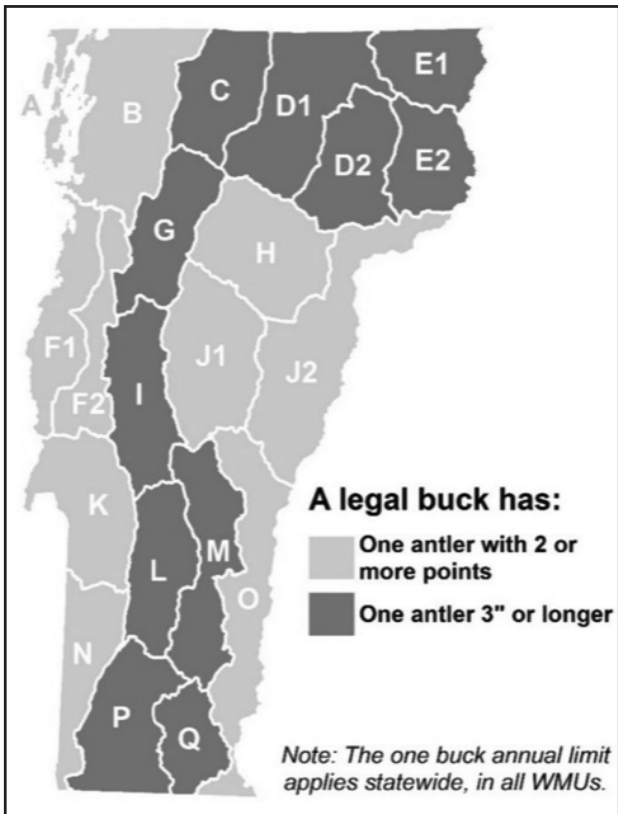 A
B
C
D1
E1
D2
E2
G
H
F1
F2
I
J1
J2
K
L
M
O
N
P
Q
A legal buck has:
One antler with 2 or
more points
One antler 3" or longer
Note: The one buck annual limit
applies statewide, in all WMUs.